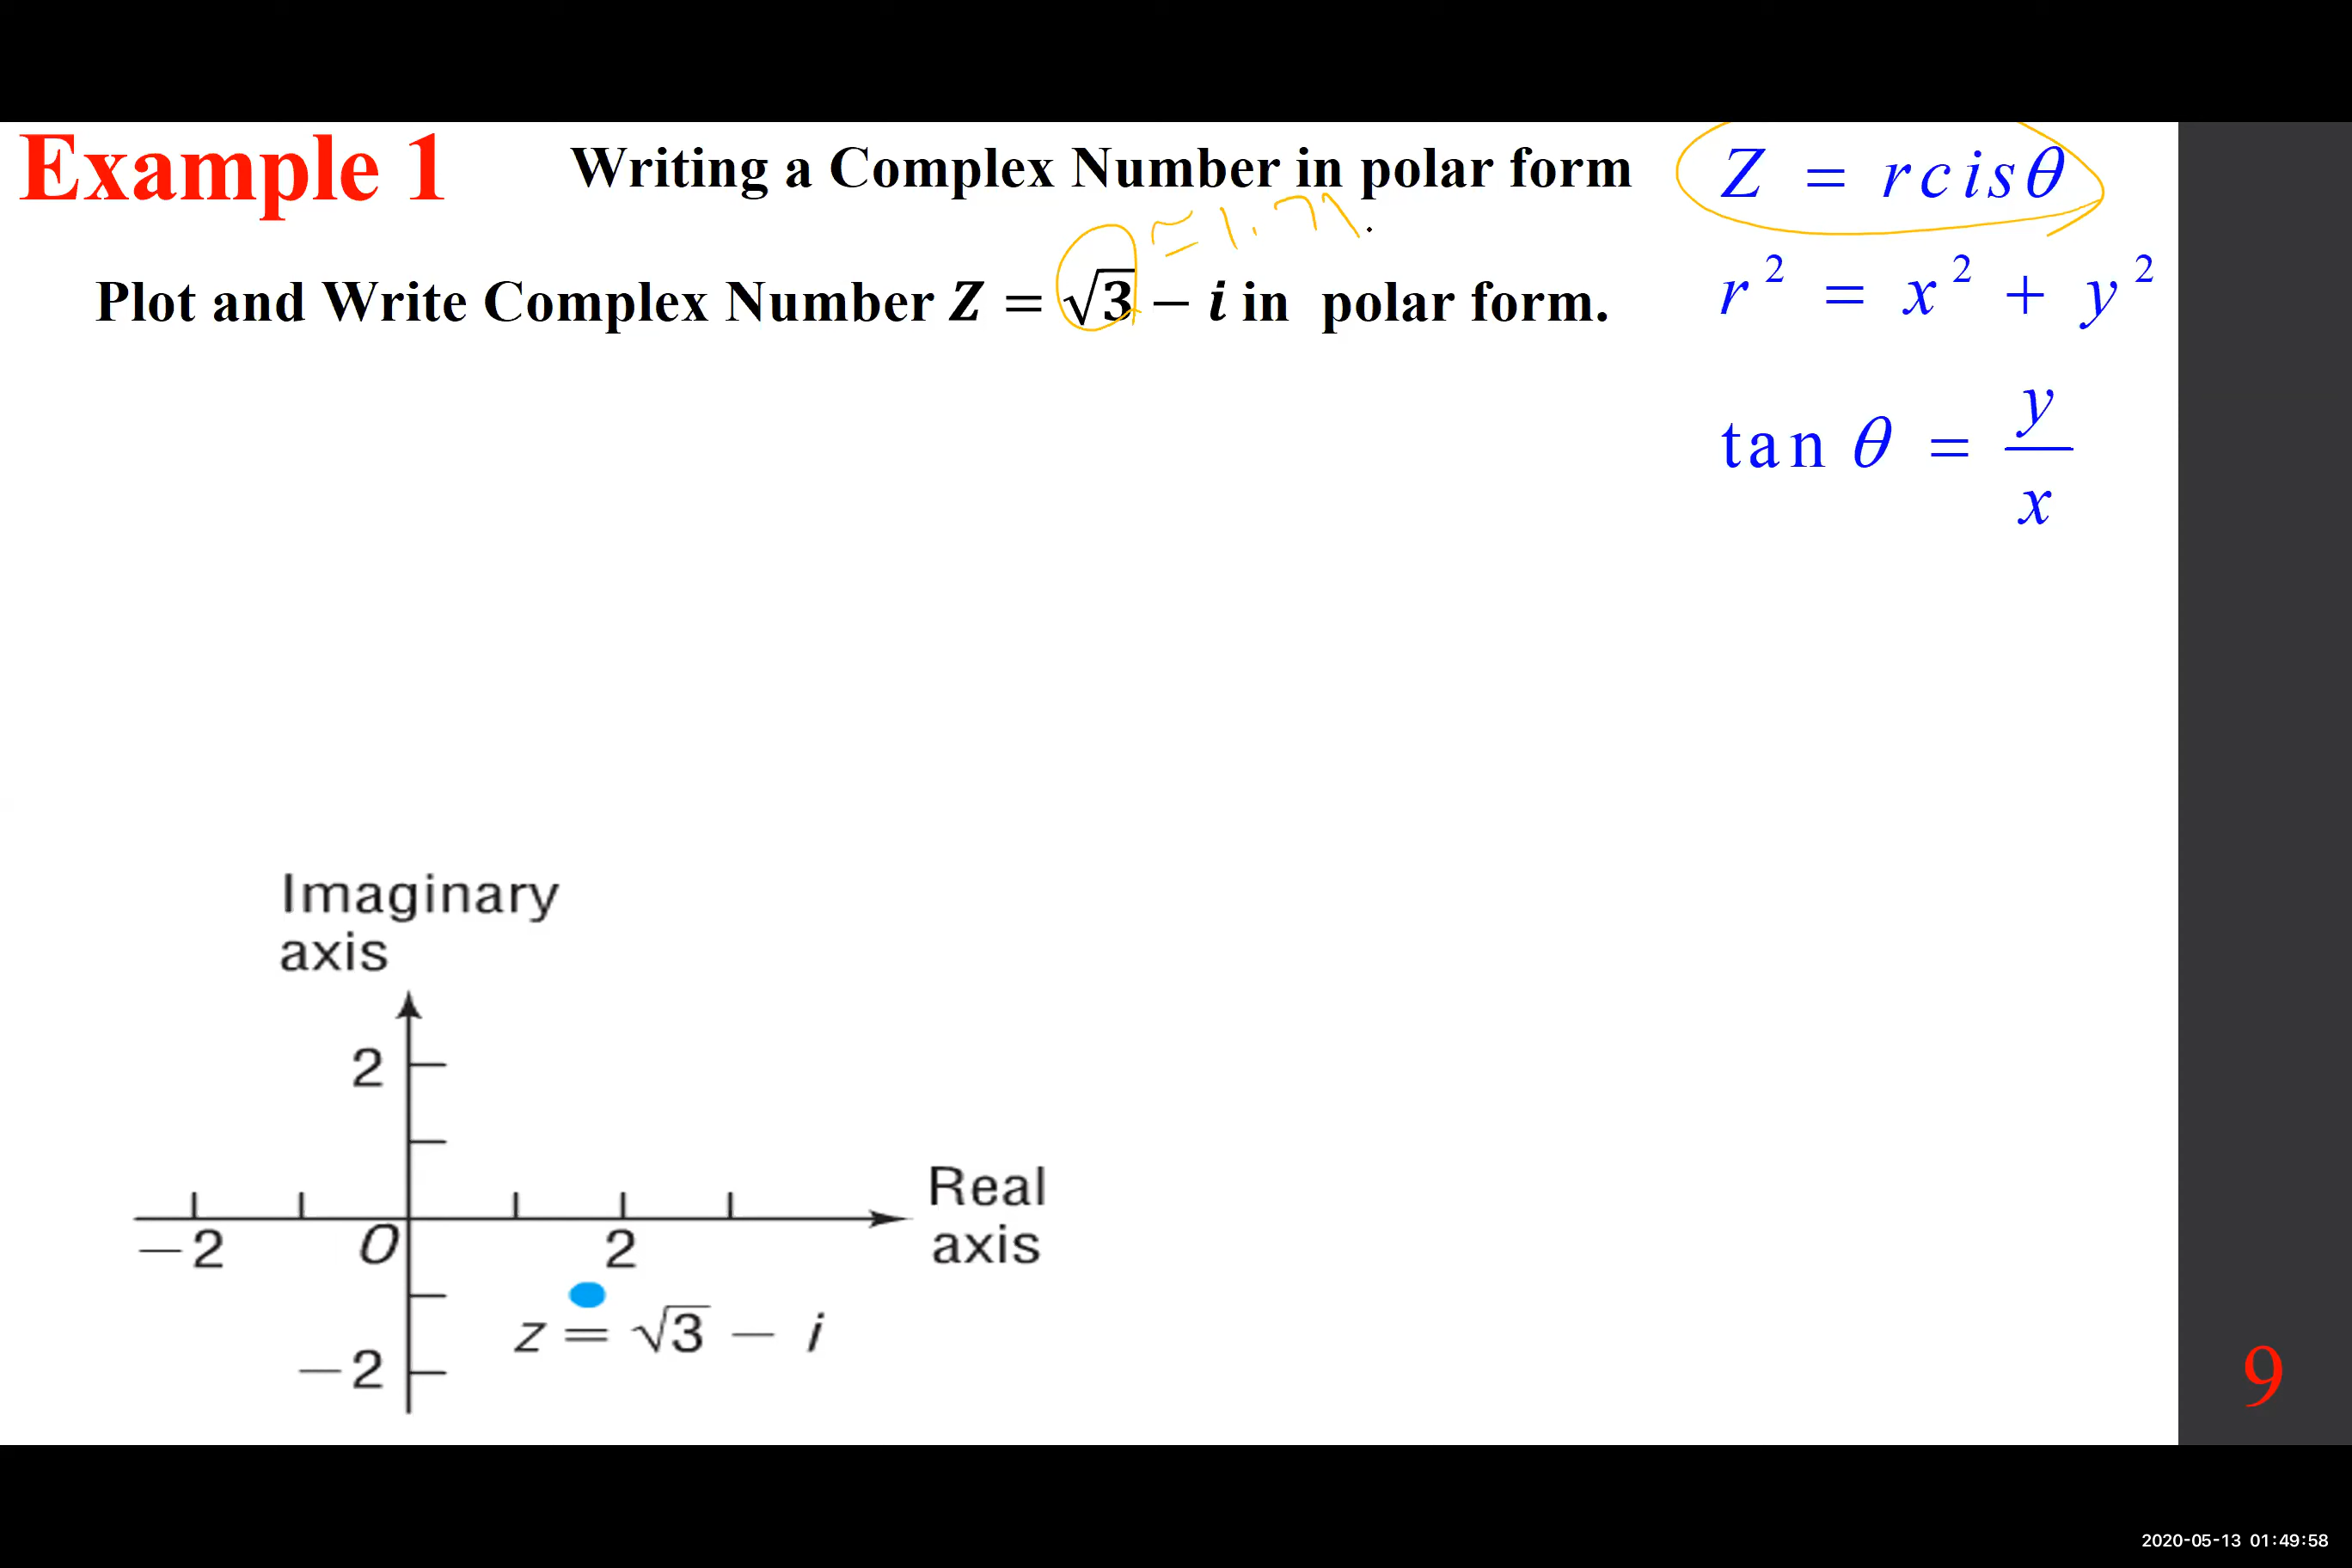 Example 1 Writing a Complex Number in polar form
Z = rcisθ
≃1.7
Plot and Write Complex Number Z = √3 − i in polar form.
r² = x² + y²
tan θ = y/x
Imaginary
axis
2
Real
axis
−2 O 2
z = √3 − i
−2
9
2020-05-13 01:49:58